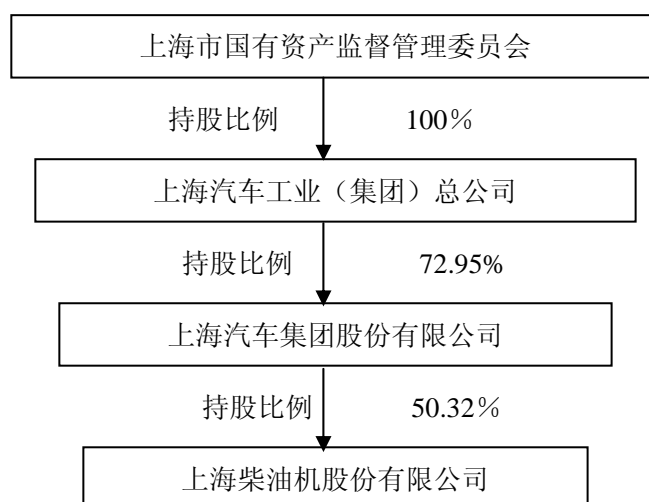 上海市国有资产监督管理委员会
持股比例 100％
上海汽车工业（集团）总公司
持股比例 72.95%
上海汽车集团股份有限公司
持股比例 50.32％
上海柴油机股份有限公司